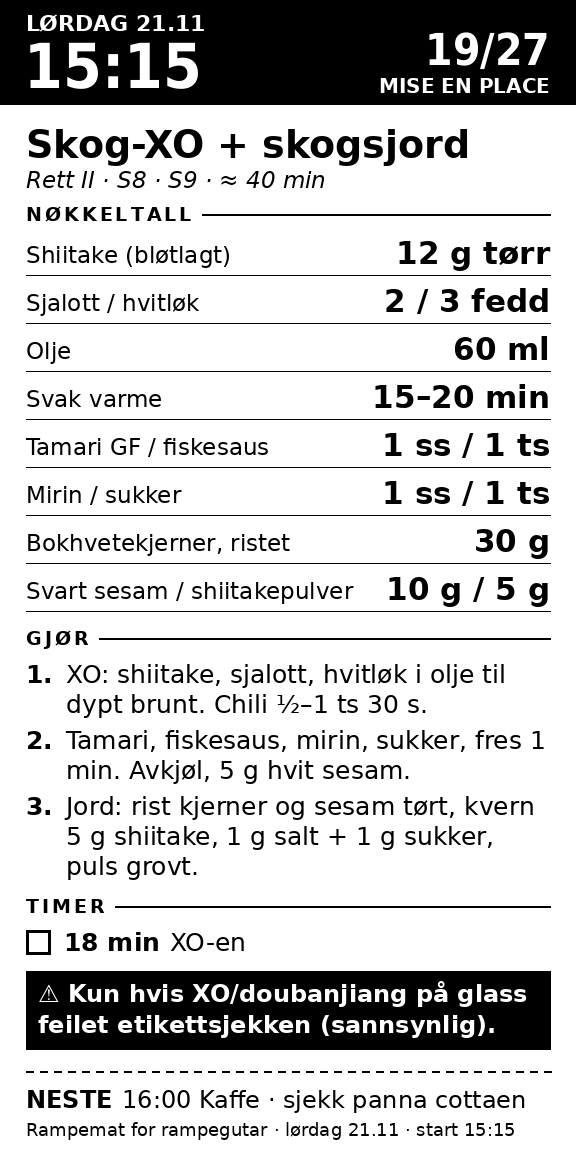 LØRDAG 21.11
15:15
19/27
MISE EN PLACE
Skog-XO + skogsjord
Rett II · S8 · S9 · ≈ 40 min
NØKKELTALL
Shiitake (bløtlagt) 12 g tørr
Sjalott / hvitløk 2 / 3 fedd
Olje 60 ml
Svak varme 15–20 min
Tamari GF / fiskesaus 1 ss / 1 ts
Mirin / sukker 1 ss / 1 ts
Bokhvetekjerner, ristet 30 g
Svart sesam / shiitakepulver 10 g / 5 g
GJØR
1. XO: shiitake, sjalott, hvitløk i olje til
dypt brunt. Chili ½–1 ts 30 s.
2. Tamari, fiskesaus, mirin, sukker, fres 1
min. Avkjøl, 5 g hvit sesam.
3. Jord: rist kjerner og sesam tørt, kvern
5 g shiitake, 1 g salt + 1 g sukker,
puls grovt.
TIMER
☐ 18 min XO-en
⚠ Kun hvis XO/doubanjiang på glass
feilet etikettsjekken (sannsynlig).
NESTE 16:00 Kaffe · sjekk panna cottaen
Rampemat for rampegutar · lørdag 21.11 · start 15:15